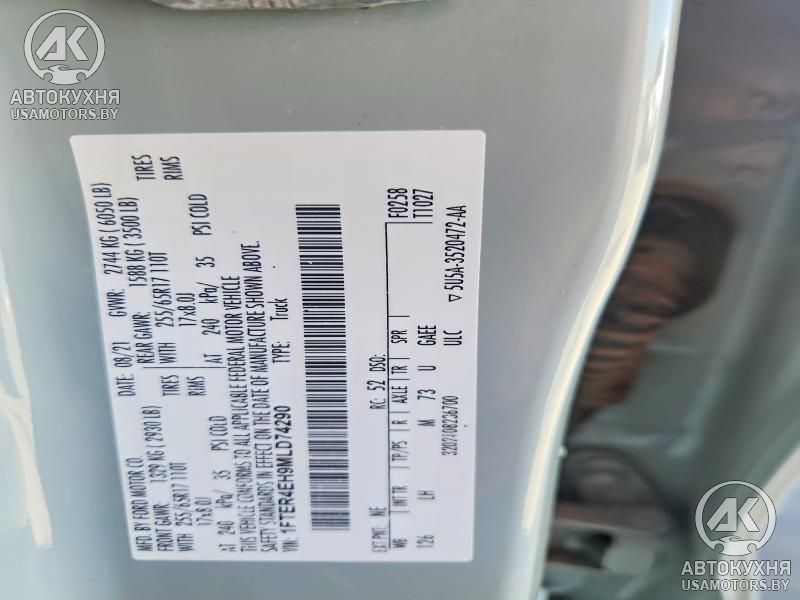 АК
АВТОКУХНЯ
USAMOTORS.BY
MFD. BY FORD MOTOR CO.
DATE: 08/21
GVWR: 2744 KG ( 6050 LB)
FRONT GAWR: 1329 KG ( 2930 LB)
REAR GAWR: 1588 KG ( 3500 LB)
WITH 255/65R17 110T TIRES
WITH 255/65R17 110T TIRES
17x8.0J RIMS
17x8.0J RIMS
AT 240 kPa/ 35 PSI COLD
AT 240 kPa/ 35 PSI COLD
THIS VEHICLE CONFORMS TO ALL APPLICABLE FEDERAL MOTOR VEHICLE
SAFETY STANDARDS IN EFFECT ON THE DATE OF MANUFACTURE SHOWN ABOVE.
VIN: 1FTER4EH9MLD74290
TYPE: Truck
F0258
T1027
EXT PNT: NE RC: 52 DSO:
WB INT TR TP/PS R AXLE TR SPR
126 LH M 73 U GAEE
ULC
▽ 5U5A-3520472-AA
АК
АВТОКУХНЯ
USAMOTORS.BY